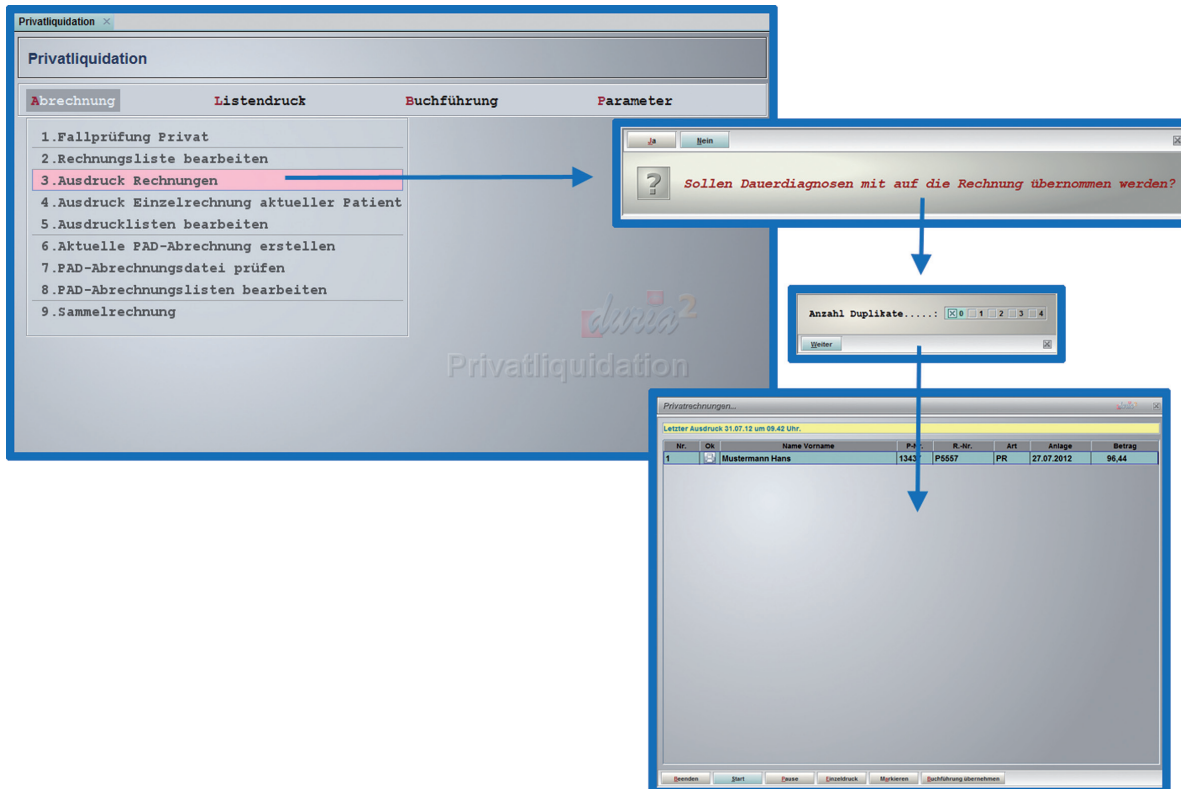 Privatliquidation
Privatliquidation
Abrechnung Listendruck Buchführung Parameter
1.Fallprüfung Privat
2.Rechnungsliste bearbeiten
3.Ausdruck Rechnungen
4.Ausdruck Einzelrechnung aktueller Patient
5.Ausdrucklisten bearbeiten
6.Aktuelle PAD-Abrechnung erstellen
7.PAD-Abrechnungsdatei prüfen
8.PAD-Abrechnungslisten bearbeiten
9.Sammelrechnung
duria2
Privatliquidation
Ja Nein
Sollen Dauerdiagnosen mit auf die Rechnung übernommen werden?
Anzahl Duplikate.....: 0 1 2 3 4
Weiter
Privatrechnungen...
Letzter Ausdruck 31.07.12 um 09.42 Uhr.
Nr. Ok Name Vorname R.-Nr. Art Anlage Betrag
1 Mustermann Hans P5557 PR 27.07.2012 96,44
Beenden Start Pause Einzeldruck Markieren Buchführung übernehmen